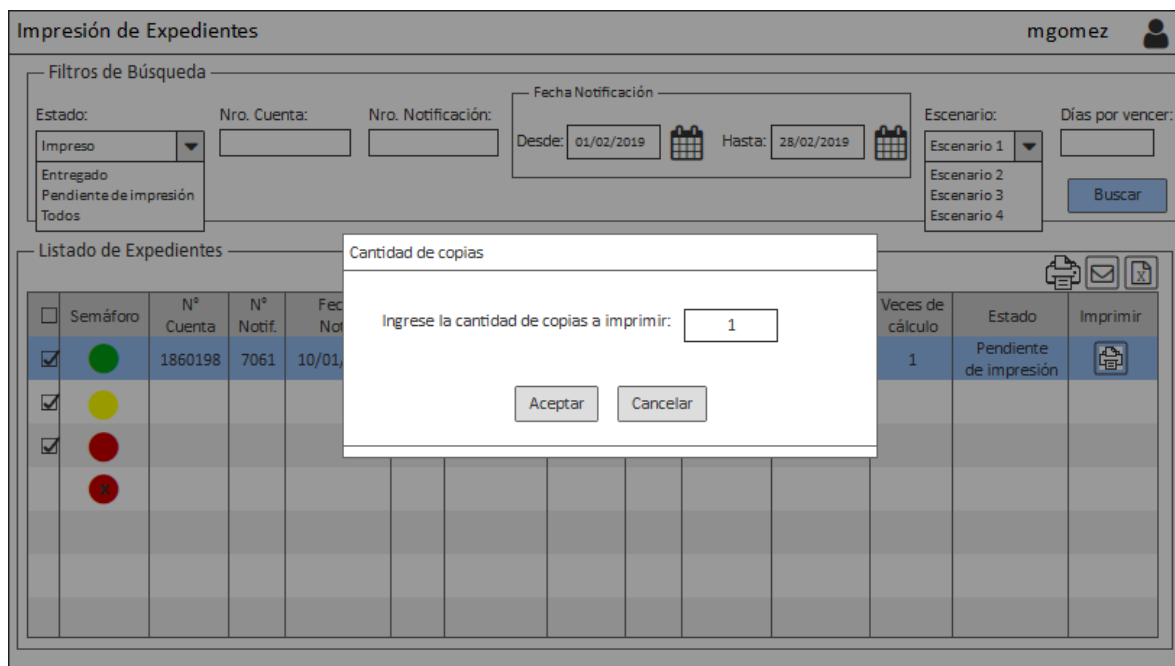 Impresión de Expedientes
mgomez
Filtros de Búsqueda
Estado:
Nro. Cuenta:
Nro. Notificación:
Fecha Notificación
Escenario:
Días por vencer:
Impreso
Desde: 01/02/2019
Hasta: 28/02/2019
Escenario 1
Entregado
Pendiente de impresión
Todos
Escenario 2
Escenario 3
Escenario 4
Buscar
Listado de Expedientes
Cantidad de copias
Ingrese la cantidad de copias a imprimir: 1
Aceptar
Cancelar
Semáforo
N° Cuenta
N° Notif.
Veces de cálculo
Estado
Imprimir
1860198
7061
10/01/
1
Pendiente de impresión
X